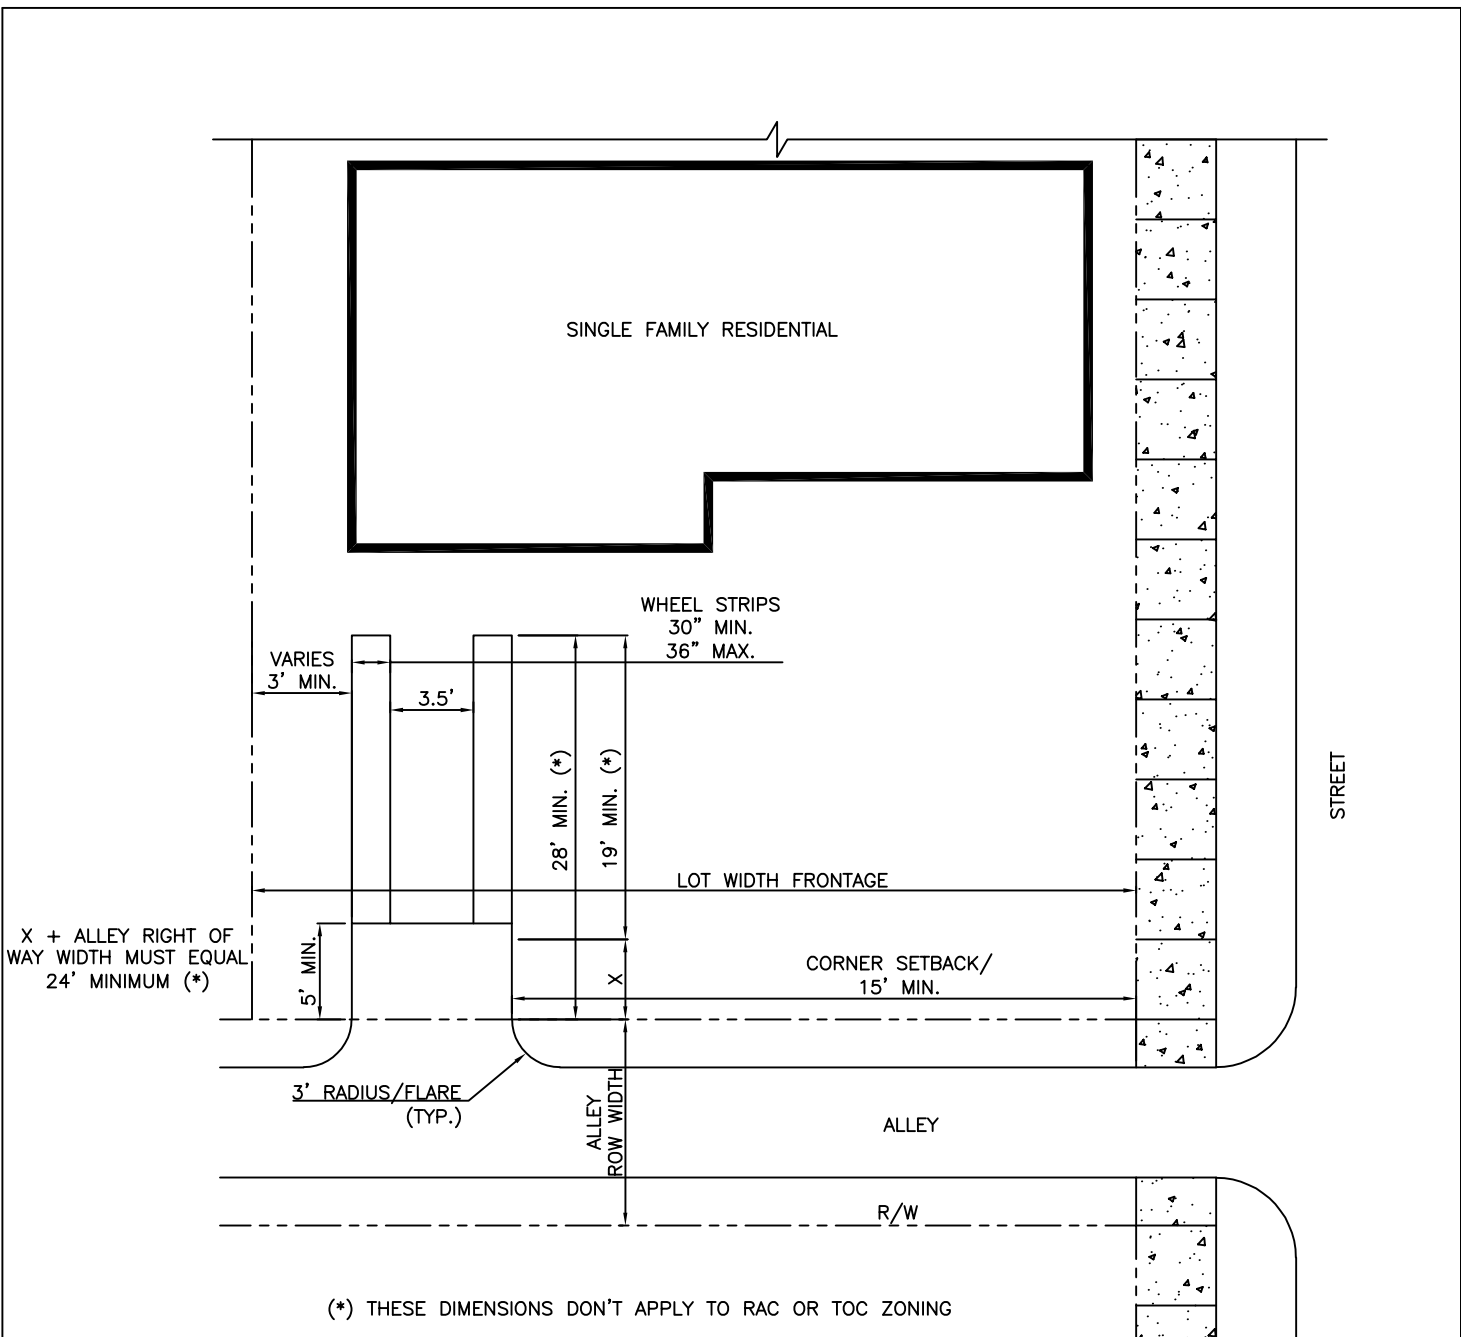 SINGLE FAMILY RESIDENTIAL
WHEEL STRIPS
30" MIN.
36" MAX.
VARIES
3' MIN.
3.5'
28' MIN. (*)
19' MIN. (*)
STREET
LOT WIDTH FRONTAGE
X + ALLEY RIGHT OF
WAY WIDTH MUST EQUAL
24' MINIMUM (*)
5' MIN.
X
CORNER SETBACK/
15' MIN.
3' RADIUS/FLARE
(TYP.)
ALLEY
ROW WIDTH
ALLEY
R/W
(*) THESE DIMENSIONS DON'T APPLY TO RAC OR TOC ZONING